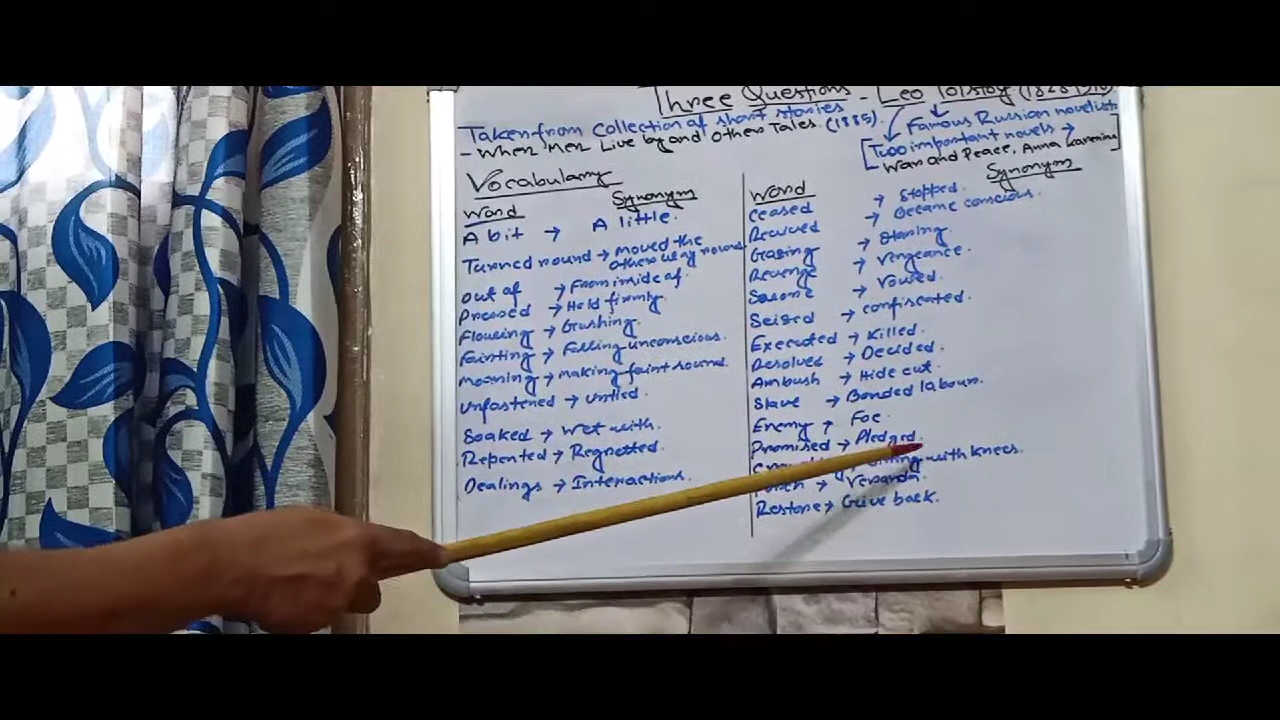 Three Questions - Leo Tolstoy (1828-1910)
Taken from Collection of short stories
- When Men Live by and Other Tales. (1885).
Famous Russian novelist
[Two important novels →
War and Peace, Anna Karenina]
Vocabulary
Word Synonym
A bit → A little.
Turned round → Moved the
other way round
Out of → From inside of.
Pressed → Held firmly.
Flowing → Gushing.
Fainting → Falling unconscious.
Moaning → making faint sound.
Unfastened → untied.
Soaked → Wet with.
Repented → Regretted.
Dealings → Interactions.
Word Synonym
Ceased → Stopped.
Revived → Became conscious.
Gazing → Staring.
Revenge → Vengeance.
→ Vowed.
Seized → confiscated.
Executed → Killed.
Resolved → Decided.
Ambush → Hide out.
Slave → Bonded labour.
Enemy → Foe.
Promised → Pledged.
with knees.
→ Veranda.
Restore → Give back.